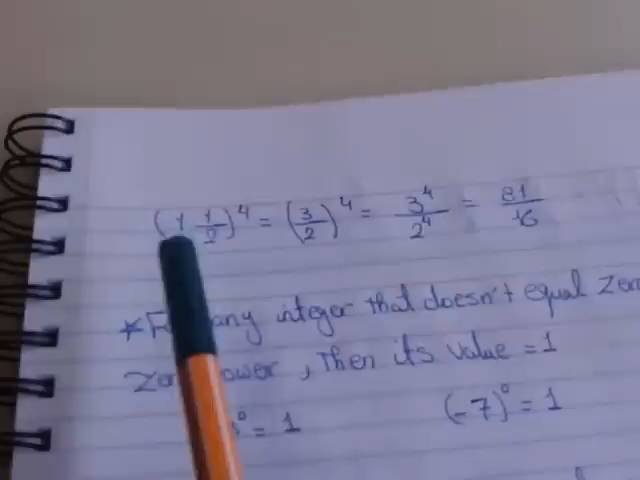 (1 1/2)^4 = (3/2)^4 = 3^4/2^4 = 81/16
* any integer that doesn't equal
, then its value = 1
° = 1 (-7)° = 1